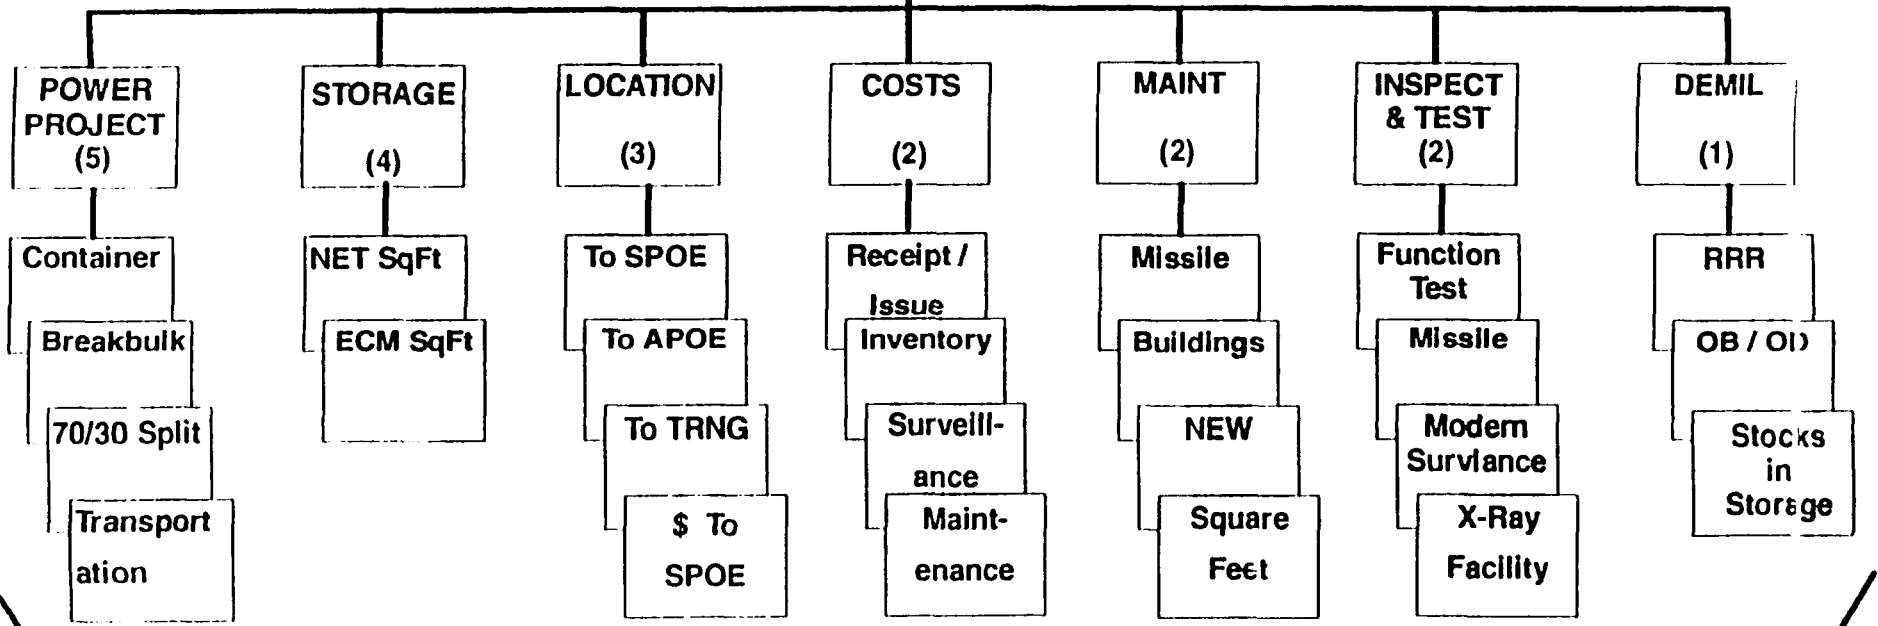 POWER
PROJECT
(5)
STORAGE
(4)
LOCATION
(3)
COSTS
(2)
MAINT
(2)
INSPECT
& TEST
(2)
DEMIL
(1)
Container
Breakbulk
70/30 Split
Transport
ation
NET SqFt
ECM SqFt
To SPOE
To APOE
To TRNG
$ To
SPOE
Receipt /
Issue
Inventory
Surveill-
ance
Maint-
enance
Missile
Buildings
NEW
Square
Feet
Function
Test
Missile
Modern
Survlance
X-Ray
Facility
RRR
OB / OD
Stocks
in
Storage